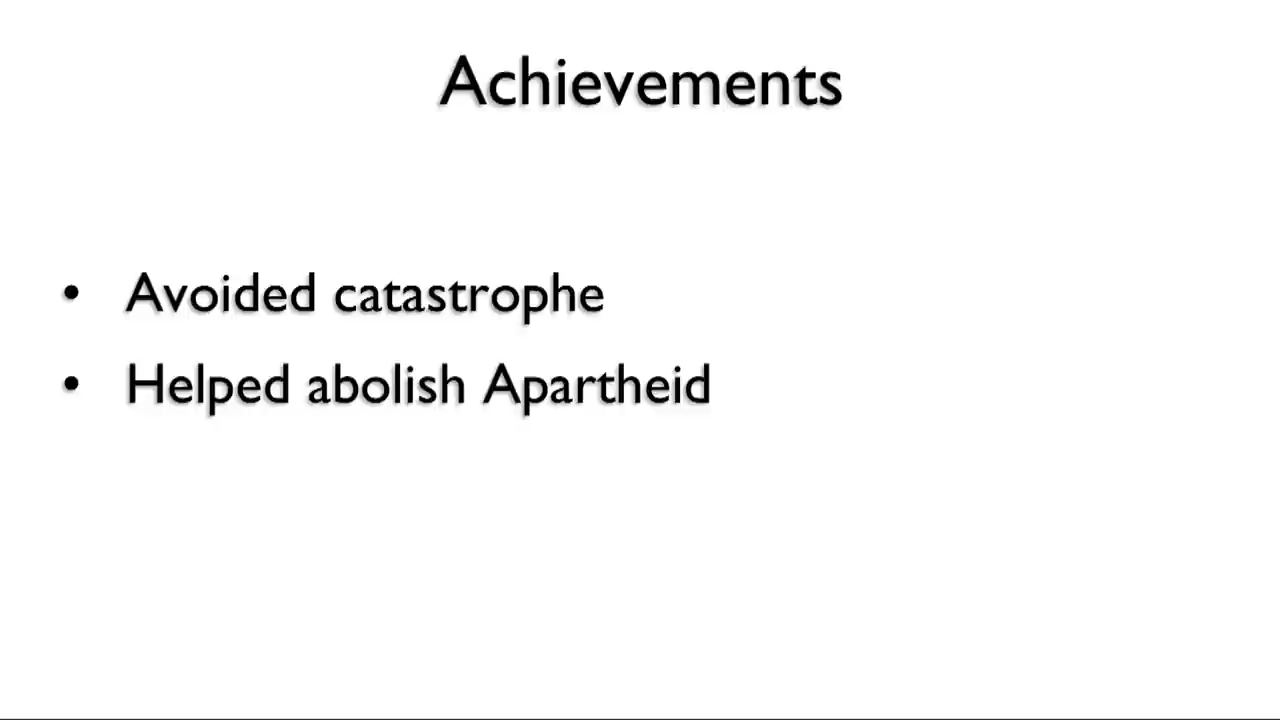 Achievements
• Avoided catastrophe
• Helped abolish Apartheid